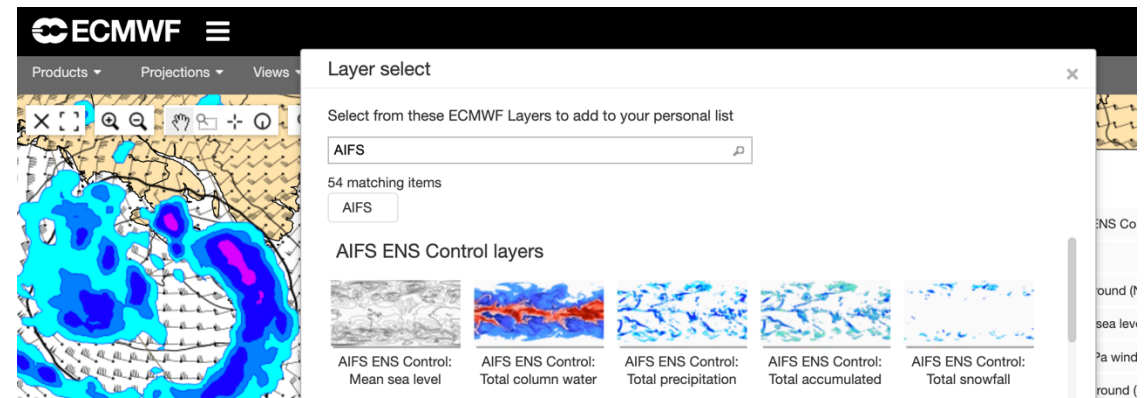 ECMWF
Products Projections Views
Layer select
Select from these ECMWF Layers to add to your personal list
AIFS
54 matching items
AIFS
AIFS ENS Control layers
AIFS ENS Control: Mean sea level
AIFS ENS Control: Total column water
AIFS ENS Control: Total precipitation
AIFS ENS Control: Total accumulated
AIFS ENS Control: Total snowfall
ENS Co
round (N
sea leve
Pa wind
round (